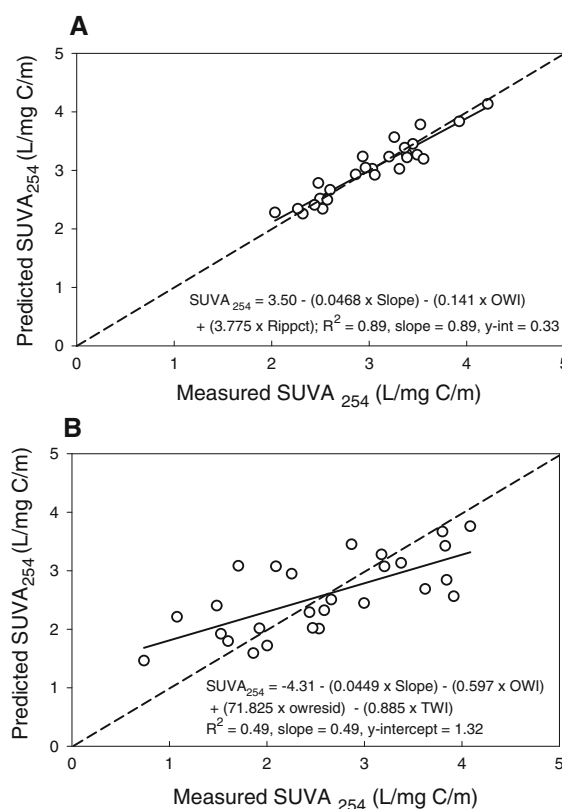 A
5
4
3
2
1
0
Predicted SUVA254 (L/mg C/m)
SUVA 254 = 3.50 - (0.0468 x Slope) - (0.141 x OWI)
+ (3.775 x Rippct); R2 = 0.89, slope = 0.89, y-int = 0.33
0 1 2 3 4 5
Measured SUVA 254 (L/mg C/m)
B
5
4
3
2
1
0
Predicted SUVA254 (L/mg C/m)
SUVA254 = -4.31 - (0.0449 x Slope) - (0.597 x OWI)
+ (71.825 x owresid) - (0.885 x TWI)
R2 = 0.49, slope = 0.49, y-intercept = 1.32
0 1 2 3 4 5
Measured SUVA 254 (L/mg C/m)